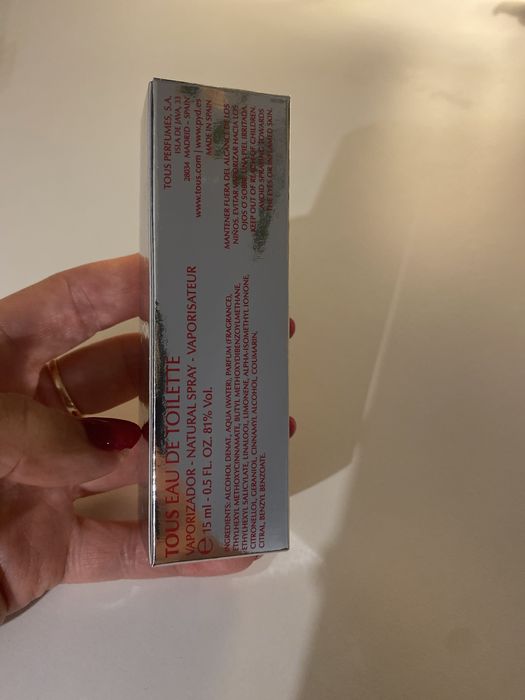 TOUS EAU DE TOILETTE
VAPORIZADOR - NATURAL SPRAY - VAPORISATEUR
e 15 ml - 0.5 FL. OZ. 81% Vol.
INGREDIENTS: ALCOHOL DENAT., AQUA (WATER), PARFUM (FRAGRANCE),
ETHYLHEXYL METHOXYCINNAMATE, BUTYL METHOXYDIBENZOYLMETHANE,
ETHYLHEXYL SALICYLATE, LINALOOL, LIMONENE, ALPHA-ISOMETHYL IONONE,
CITRONELLOL, GERANIOL, CINNAMYL ALCOHOL, COUMARIN,
CITRAL, BENZYL BENZOATE.
TOUS PERFUMES, S.A.
ISLA DE JAVA, 33
28034 MADRID - SPAIN
www.tous.com | www.pyd.es
MADE IN SPAIN
MANTENER FUERA DEL ALCANCE DE LOS
NIÑOS. EVITAR VAPORIZAR HACIA LOS
OJOS O SOBRE UNA PIEL IRRITADA.
KEEP OUT OF REACH OF CHILDREN.
AVOID SPRAYING TOWARDS
THE EYES OR INFLAMED SKIN.